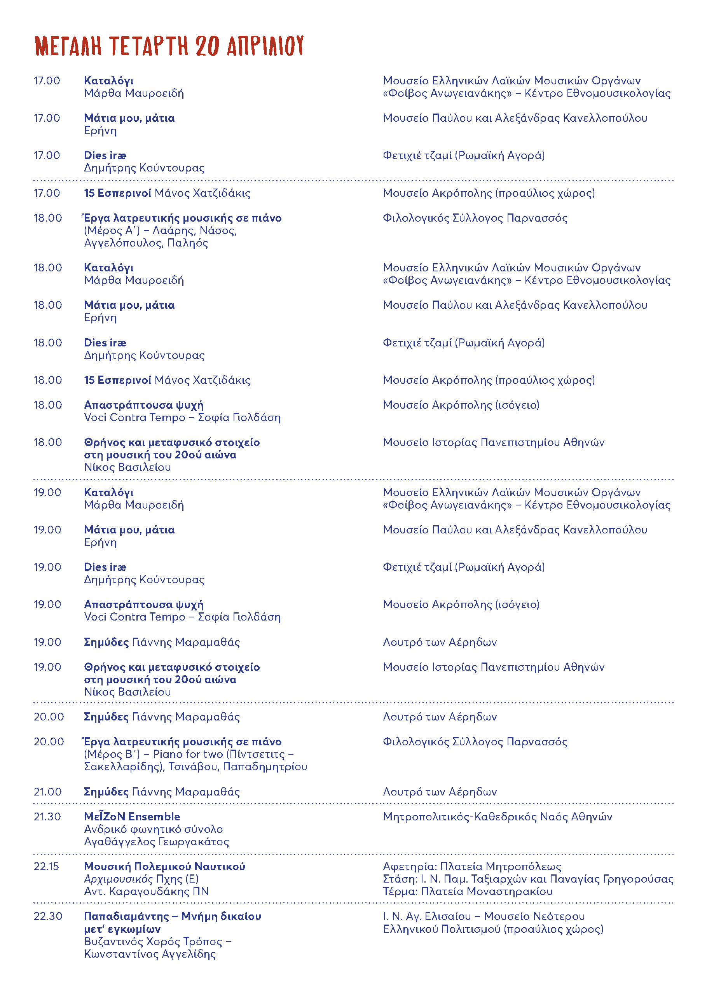 ΜΕΓΑΛΗ ΤΕΤΑΡΤΗ 20 ΑΠΡΙΛΙΟΥ
17.00 Καταλόγι Μουσείο Ελληνικών Λαϊκών Μουσικών Οργάνων
Μάρθα Μαυροειδή «Φοίβος Ανωγειανάκης» – Κέντρο Εθνομουσικολογίας
17.00 Μάτια μου, μάτια Μουσείο Παύλου και Αλεξάνδρας Κανελλοπούλου
Ερήνη
17.00 Dies iræ Φετιχιέ τζαμί (Ρωμαϊκή Αγορά)
Δημήτρης Κούντουρας
17.00 15 Εσπερινοί Μάνος Χατζιδάκις Μουσείο Ακρόπολης (προαύλιος χώρος)
18.00 Έργα λατρευτικής μουσικής σε πιάνο Φιλολογικός Σύλλογος Παρνασσός
(Μέρος Α΄) – Λαάρης, Νάσος,
Αγγελόπουλος, Παληός
18.00 Καταλόγι Μουσείο Ελληνικών Λαϊκών Μουσικών Οργάνων
Μάρθα Μαυροειδή «Φοίβος Ανωγειανάκης» – Κέντρο Εθνομουσικολογίας
18.00 Μάτια μου, μάτια Μουσείο Παύλου και Αλεξάνδρας Κανελλοπούλου
Ερήνη
18.00 Dies iræ Φετιχιέ τζαμί (Ρωμαϊκή Αγορά)
Δημήτρης Κούντουρας
18.00 15 Εσπερινοί Μάνος Χατζιδάκις Μουσείο Ακρόπολης (προαύλιος χώρος)
18.00 Απαστράπτουσα ψυχή Μουσείο Ακρόπολης (ισόγειο)
Voci Contra Tempo – Σοφία Γιολδάση
18.00 Θρήνος και μεταφυσικό στοιχείο Μουσείο Ιστορίας Πανεπιστημίου Αθηνών
στη μουσική του 20ού αιώνα
Νίκος Βασιλείου
19.00 Καταλόγι Μουσείο Ελληνικών Λαϊκών Μουσικών Οργάνων
Μάρθα Μαυροειδή «Φοίβος Ανωγειανάκης» – Κέντρο Εθνομουσικολογίας
19.00 Μάτια μου, μάτια Μουσείο Παύλου και Αλεξάνδρας Κανελλοπούλου
Ερήνη
19.00 Dies iræ Φετιχιέ τζαμί (Ρωμαϊκή Αγορά)
Δημήτρης Κούντουρας
19.00 Απαστράπτουσα ψυχή Μουσείο Ακρόπολης (ισόγειο)
Voci Contra Tempo – Σοφία Γιολδάση
19.00 Σημύδες Γιάννης Μαραμαθάς Λουτρό των Αέρηδων
19.00 Θρήνος και μεταφυσικό στοιχείο Μουσείο Ιστορίας Πανεπιστημίου Αθηνών
στη μουσική του 20ού αιώνα
Νίκος Βασιλείου
20.00 Σημύδες Γιάννης Μαραμαθάς Λουτρό των Αέρηδων
20.00 Έργα λατρευτικής μουσικής σε πιάνο Φιλολογικός Σύλλογος Παρνασσός
(Μέρος Β΄) – Piano for two (Πίντσετιτς –
Σακελλαρίδης), Τσινάβου, Παπαδημητρίου
21.00 Σημύδες Γιάννης Μαραμαθάς Λουτρό των Αέρηδων
21.30 ΜεĨΖοΝ Ensemble Μητροπολιτικός-Καθεδρικός Ναός Αθηνών
Ανδρικό φωνητικό σύνολο
Αγαθάγγελος Γεωργακάτος
22.15 Μουσική Πολεμικού Ναυτικού Αφετηρία: Πλατεία Μητροπόλεως
Αρχιμουσικός Πχης (Ε) Στάση: Ι. Ν. Παμ. Ταξιαρχών και Παναγίας Γρηγορούσας
Αντ. Καραγουδάκης ΠΝ Τέρμα: Πλατεία Μοναστηρακίου
22.30 Παπαδιαμάντης – Μνήμη δικαίου Ι. Ν. Αγ. Ελισαίου – Μουσείο Νεότερου
μετ’ εγκωμίων Ελληνικού Πολιτισμού (προαύλιος χώρος)
Βυζαντινός Χορός Τρόπος –
Κωνσταντίνος Αγγελίδης